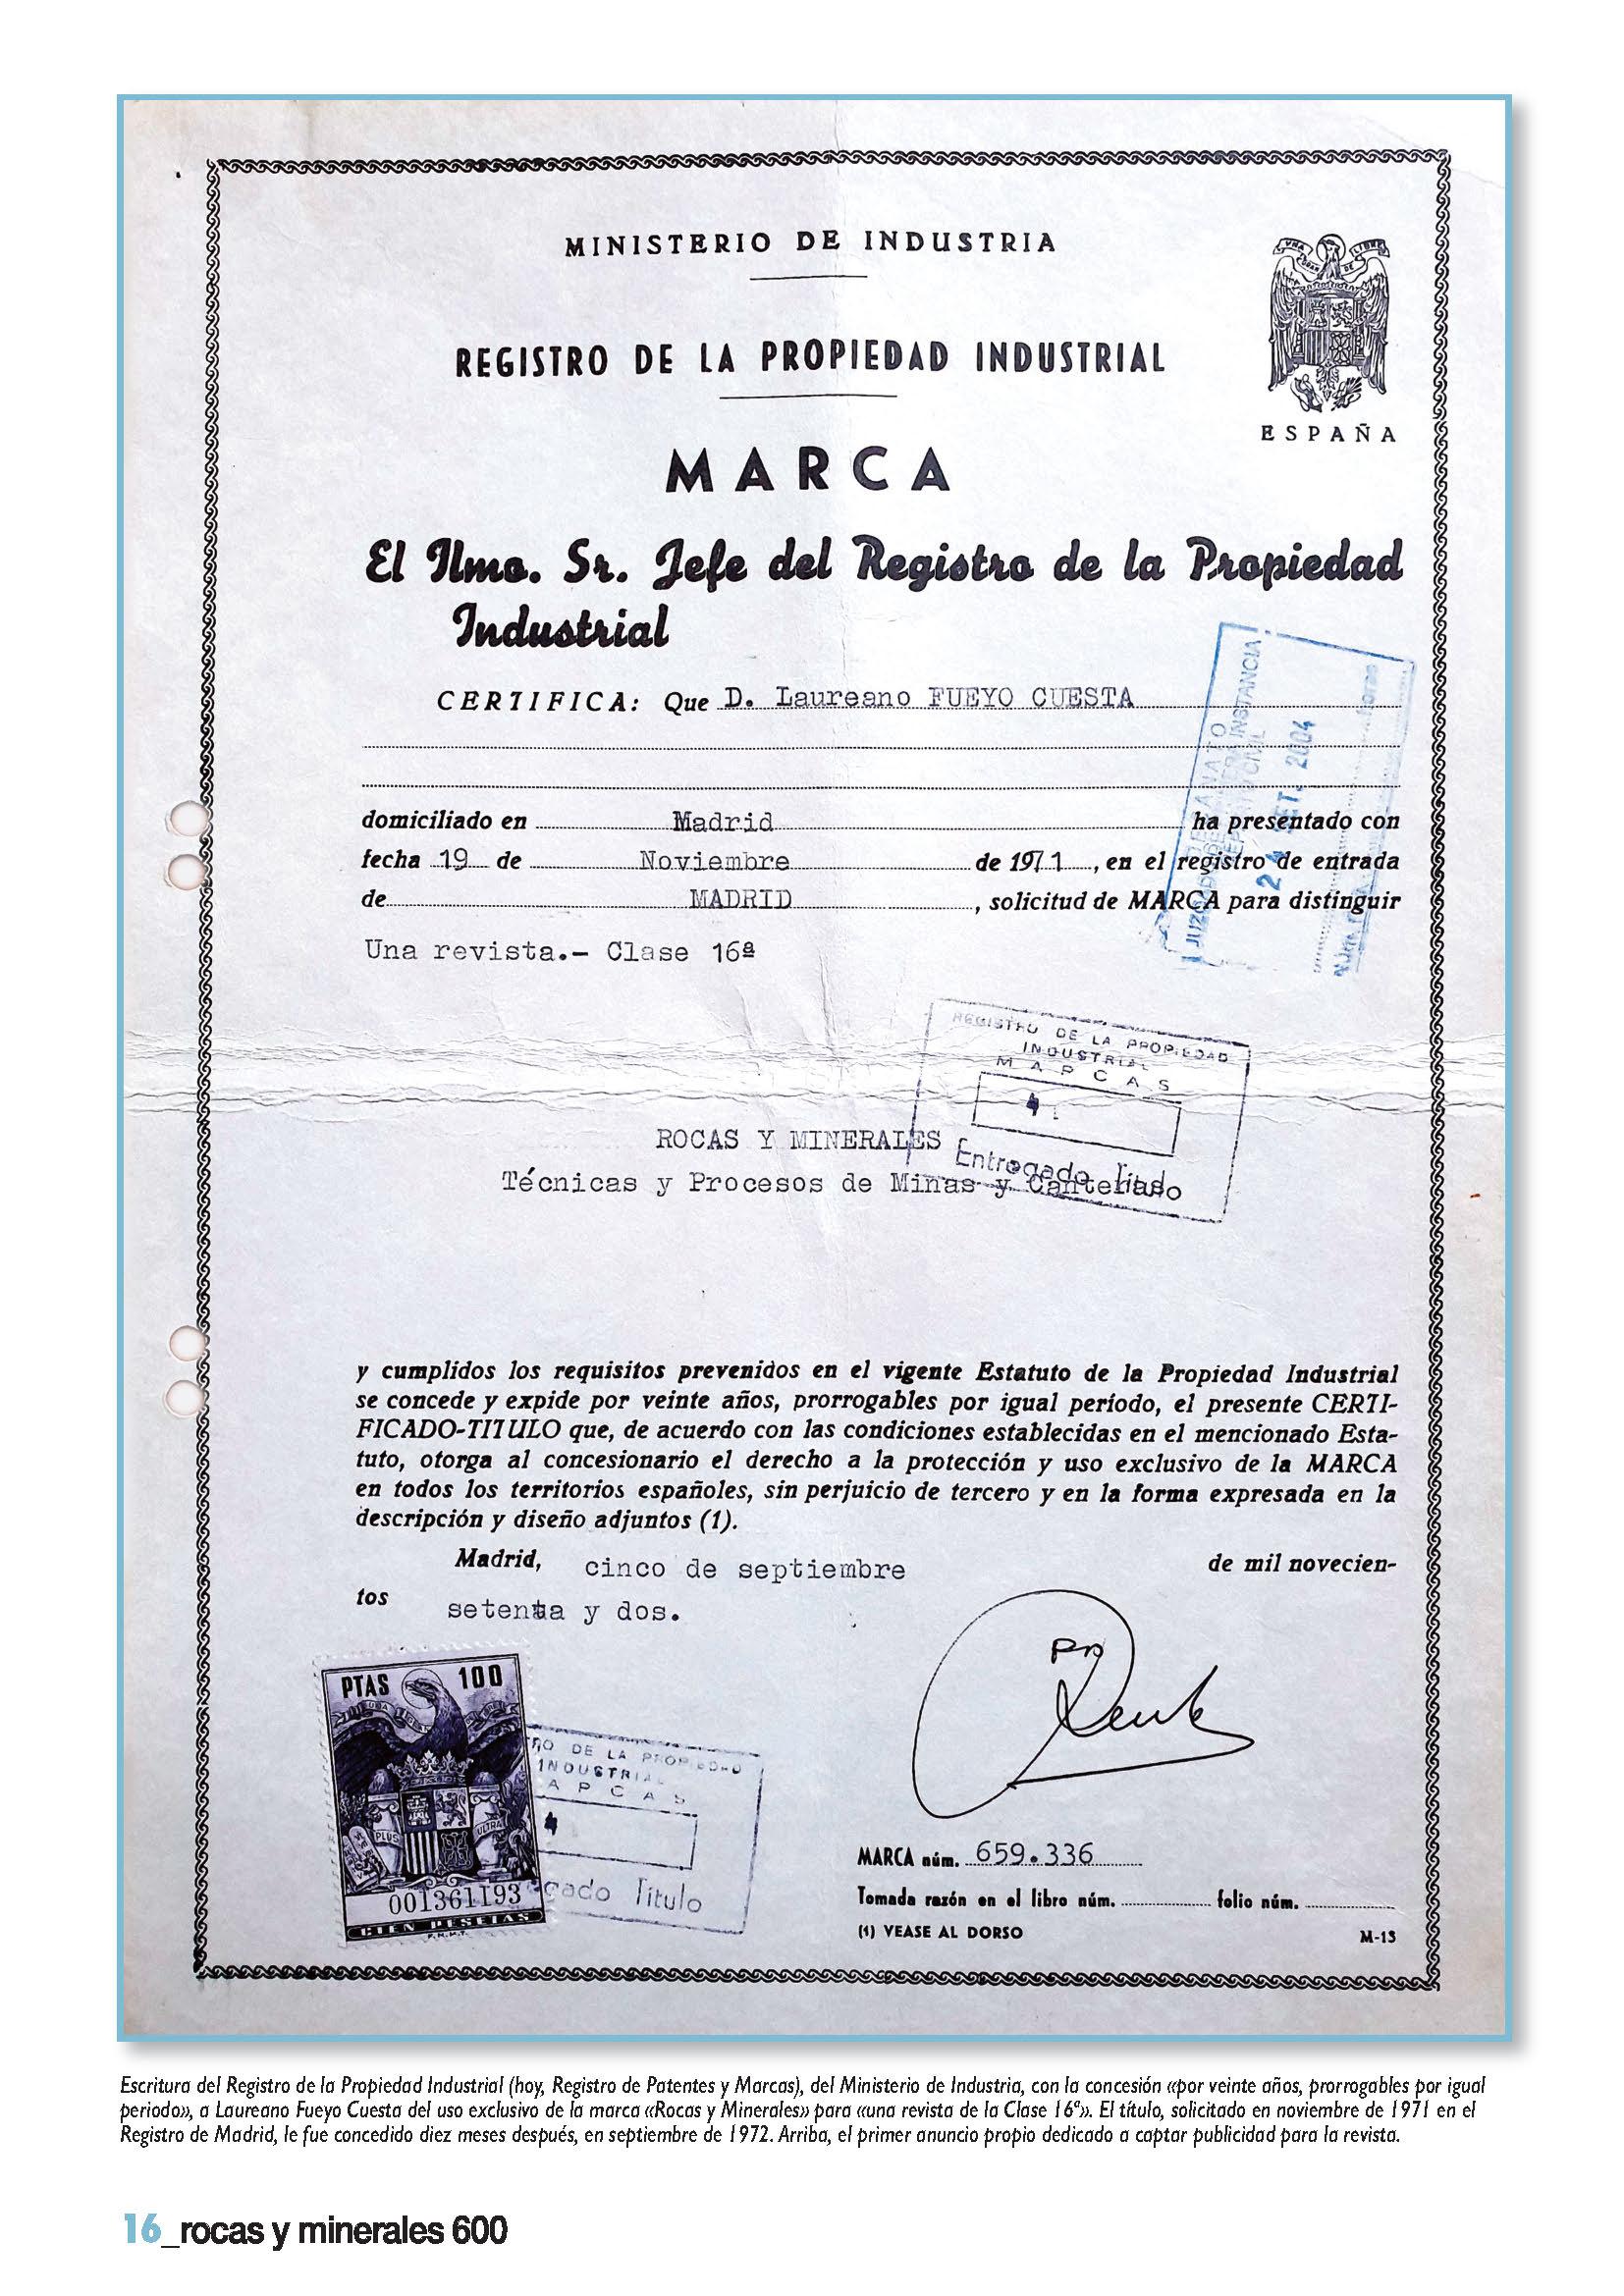 MINISTERIO DE INDUSTRIA
REGISTRO DE LA PROPIEDAD INDUSTRIAL
ESPAÑA
MARCA
El Ilmo. Sr. Jefe del Registro de la Propiedad
Industrial
CERTIFICA: Que D. Laureano FUEYO CUESTA
domiciliado en Madrid ha presentado con
fecha 19 de Noviembre de 1971, en el registro de entrada
de MADRID, solicitud de MARCA para distinguir
Una revista.- Clase 16ª
2004
REGISTRO DE LA PROPIEDAD
INDUSTRIAL
MARCAS
Entregado Título
ROCAS Y MINERALES
Técnicas y Procesos de Minas y Canteras
y cumplidos los requisitos prevenidos en el vigente Estatuto de la Propiedad Industrial
se concede y expide por veinte años, prorrogables por igual período, el presente CERTI-
FICADO-TITULO que, de acuerdo con las condiciones establecidas en el mencionado Esta-
tuto, otorga al concesionario el derecho a la protección y uso exclusivo de la MARCA
en todos los territorios españoles, sin perjuicio de tercero y en la forma expresada en la
descripción y diseño adjuntos (1).
Madrid, cinco de septiembre de mil novecien-
tos setenta y dos.
PTAS 100
PLUS ULTRA
001361193
CIEN PESETAS
F.N.M.T.
RO DE LA PROPIEDAD
INDUSTRIAL
MARCAS
gado Título
MARCA núm. 659.336
Tomada razón en el libro núm. folio núm.
(1) VEASE AL DORSO
M-13
Escritura del Registro de la Propiedad Industrial (hoy, Registro de Patentes y Marcas), del Ministerio de Industria, con la concesión «por veinte años, prorrogables por igual
periodo», a Laureano Fueyo Cuesta del uso exclusivo de la marca «Rocas y Minerales» para «una revista de la Clase 16ª». El título, solicitado en noviembre de 1971 en el
Registro de Madrid, le fue concedido diez meses después, en septiembre de 1972. Arriba, el primer anuncio propio dedicado a captar publicidad para la revista.
16_rocas y minerales 600